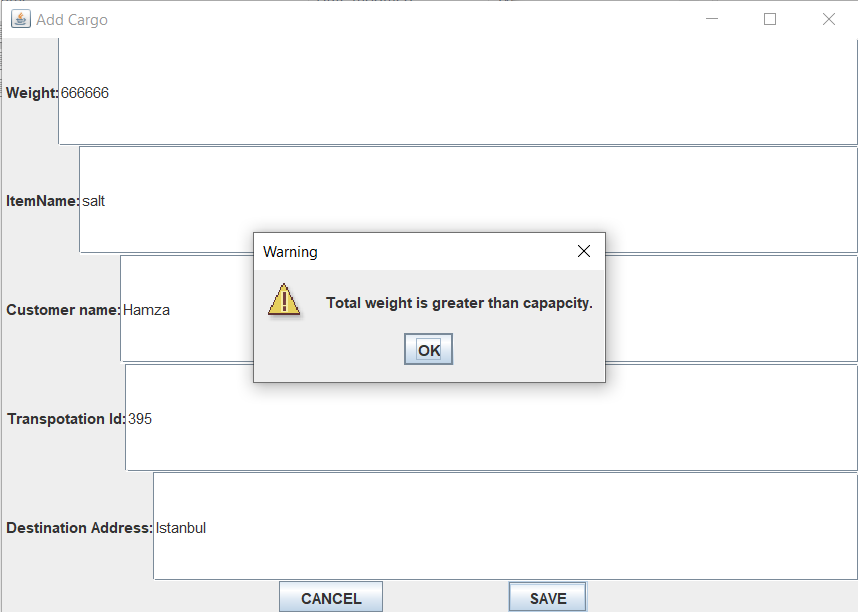 Add Cargo
Weight: 666666
ItemName: salt
Warning
Total weight is greater than capapcity.
OK
Customer name: Hamza
Transpotation Id: 395
Destination Address: Istanbul
CANCEL SAVE